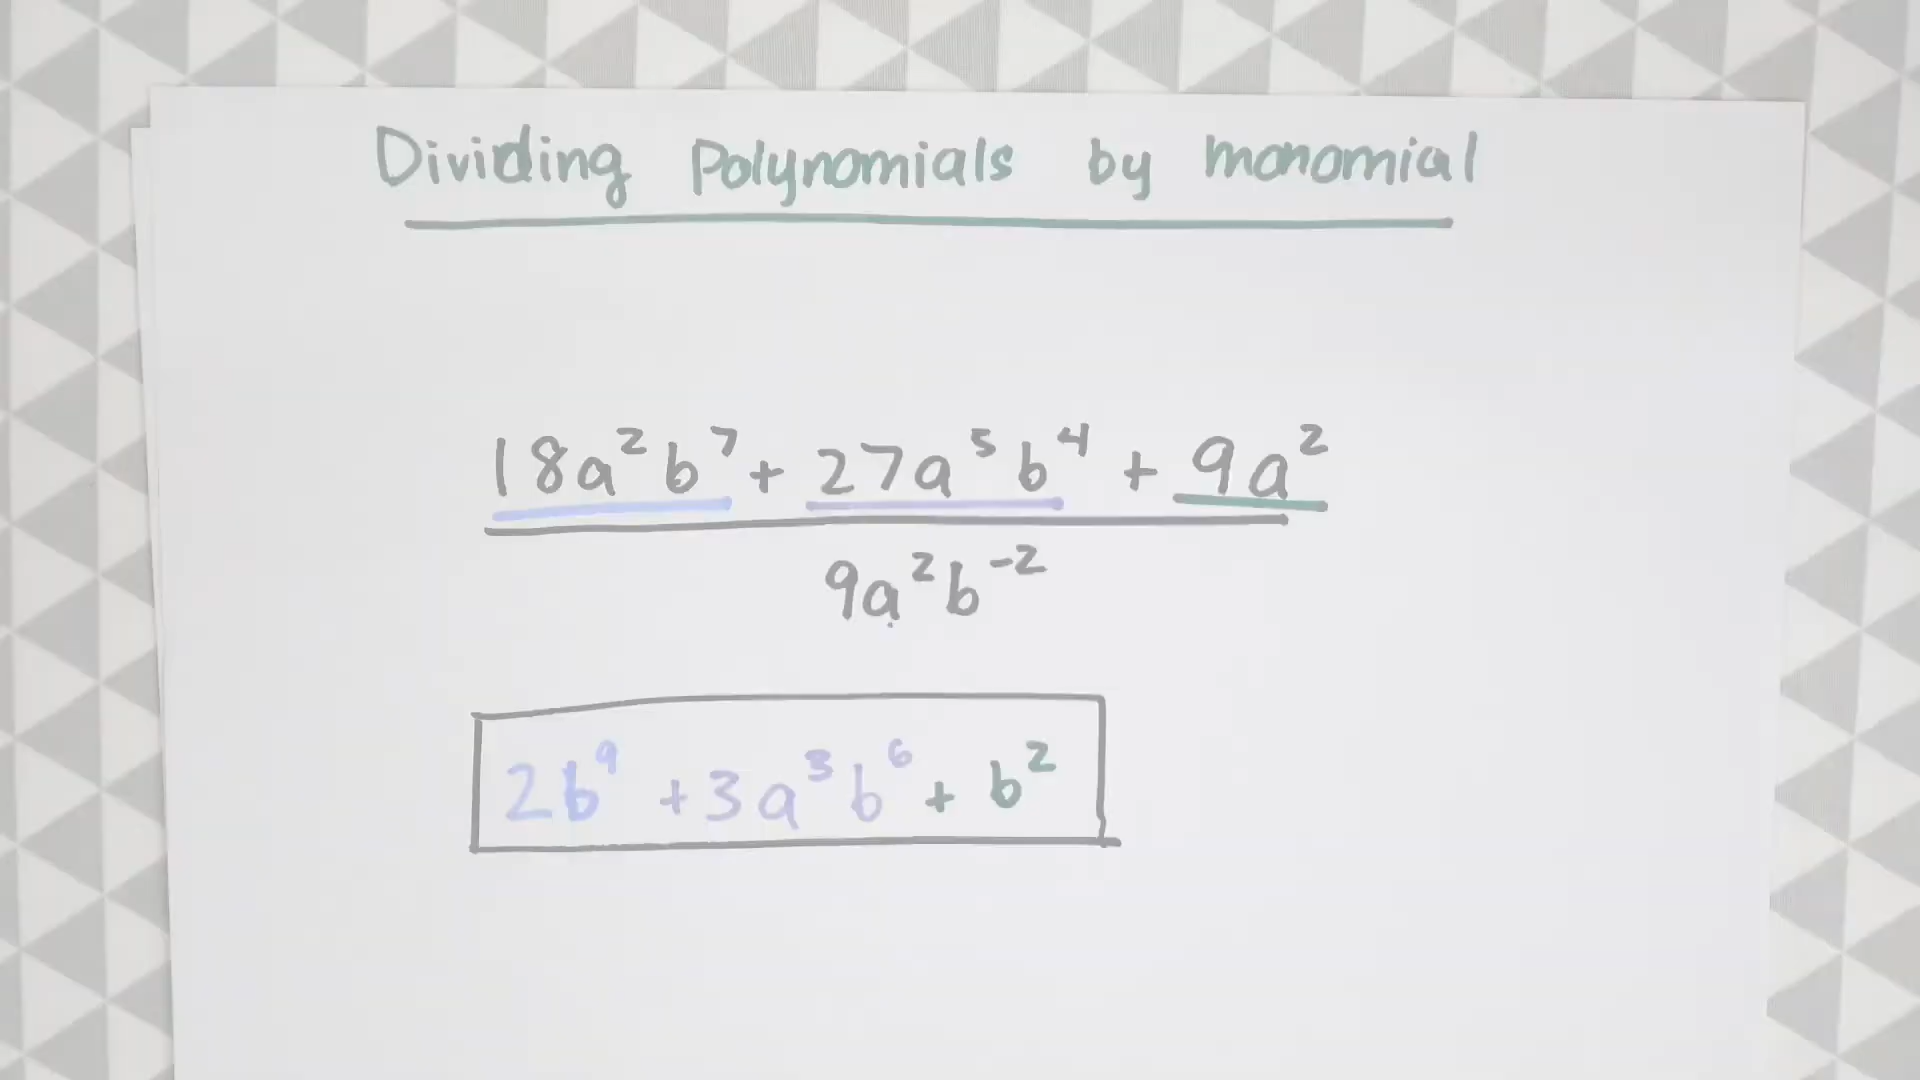 Dividing Polynomials by monomial
18a²b⁷ + 27a⁵b⁴ + 9a²
9a²b⁻²
2b⁹ + 3a³b⁶ + b²